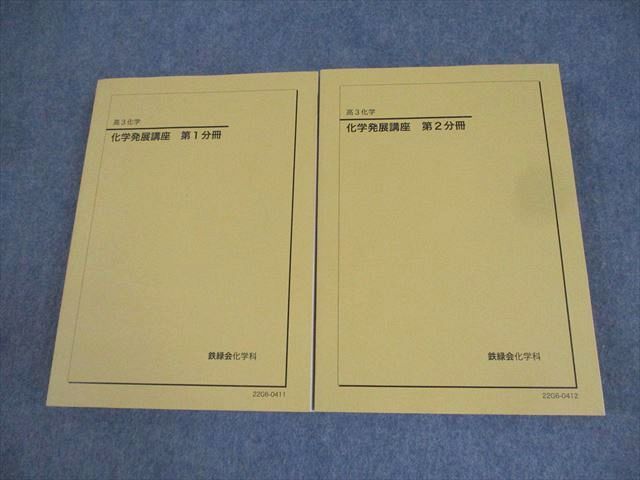 高3化学
化学発展講座 第1分冊
鉄緑会化学科
22G6-0411
高3化学
化学発展講座 第2分冊
鉄緑会化学科
22G6-0412